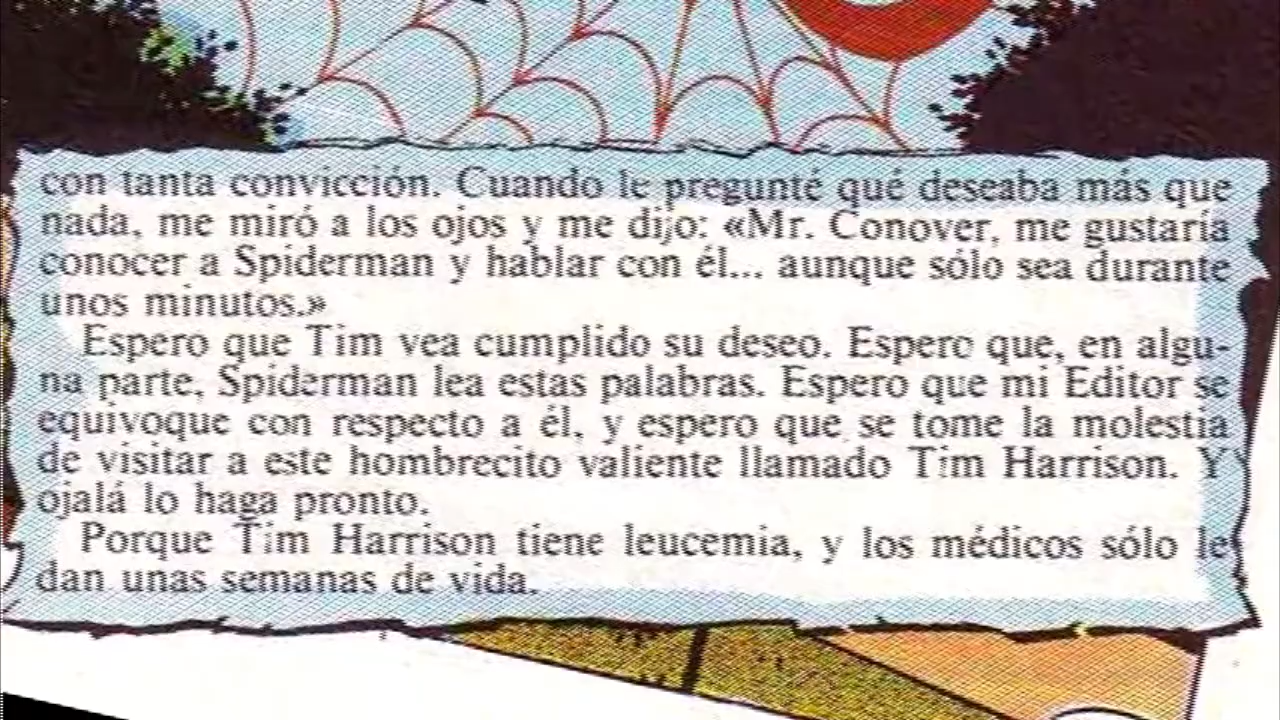 con tanta convicción. Cuando le pregunté qué deseaba más que
nada, me miró a los ojos y me dijo: «Mr. Conover, me gustaría
conocer a Spiderman y hablar con él... aunque sólo sea durante
unos minutos.»
Espero que Tim vea cumplido su deseo. Espero que, en algu-
na parte, Spiderman lea estas palabras. Espero que mi Editor se
equivoque con respecto a él, y espero que se tome la molestia
de visitar a este hombrecito valiente llamado Tim Harrison. Y
ojalá lo haga pronto.
Porque Tim Harrison tiene leucemia, y los médicos sólo le
dan unas semanas de vida.